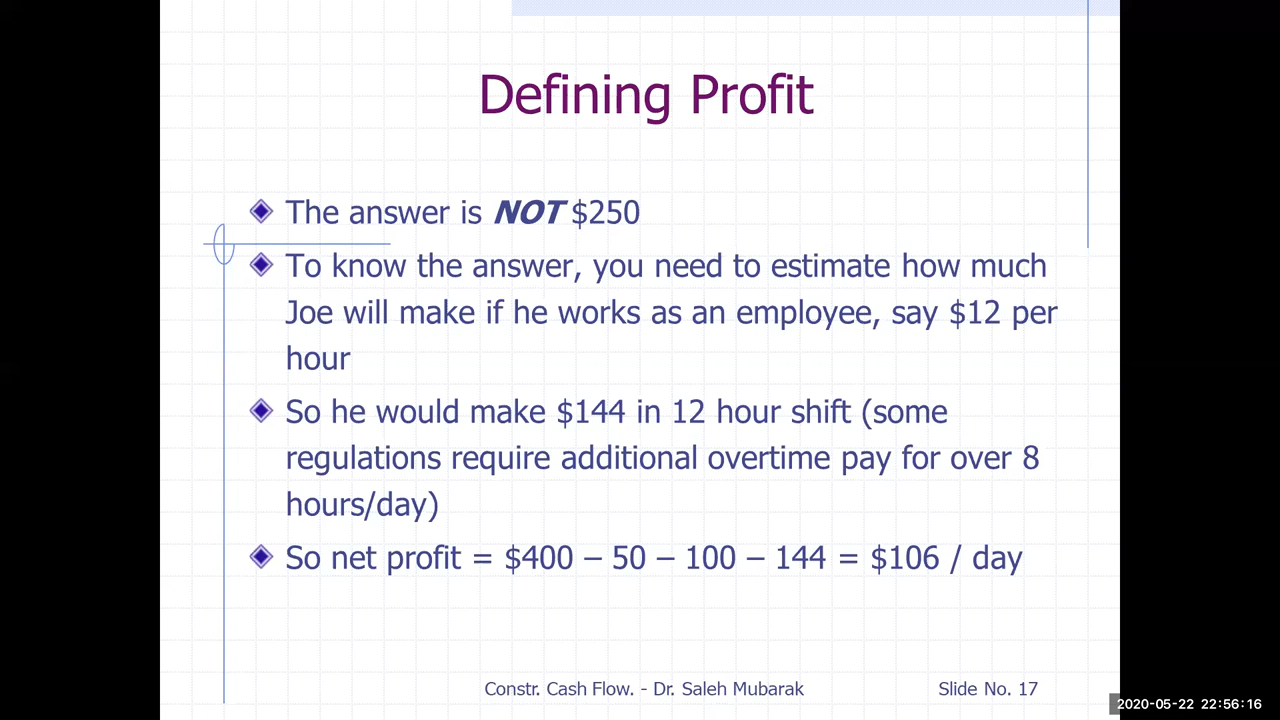 Defining Profit
The answer is NOT $250
To know the answer, you need to estimate how much
Joe will make if he works as an employee, say $12 per
hour
So he would make $144 in 12 hour shift (some
regulations require additional overtime pay for over 8
hours/day)
So net profit = $400 – 50 – 100 – 144 = $106 / day
Constr. Cash Flow. - Dr. Saleh Mubarak
Slide No. 17
2020-05-22 22:56:16